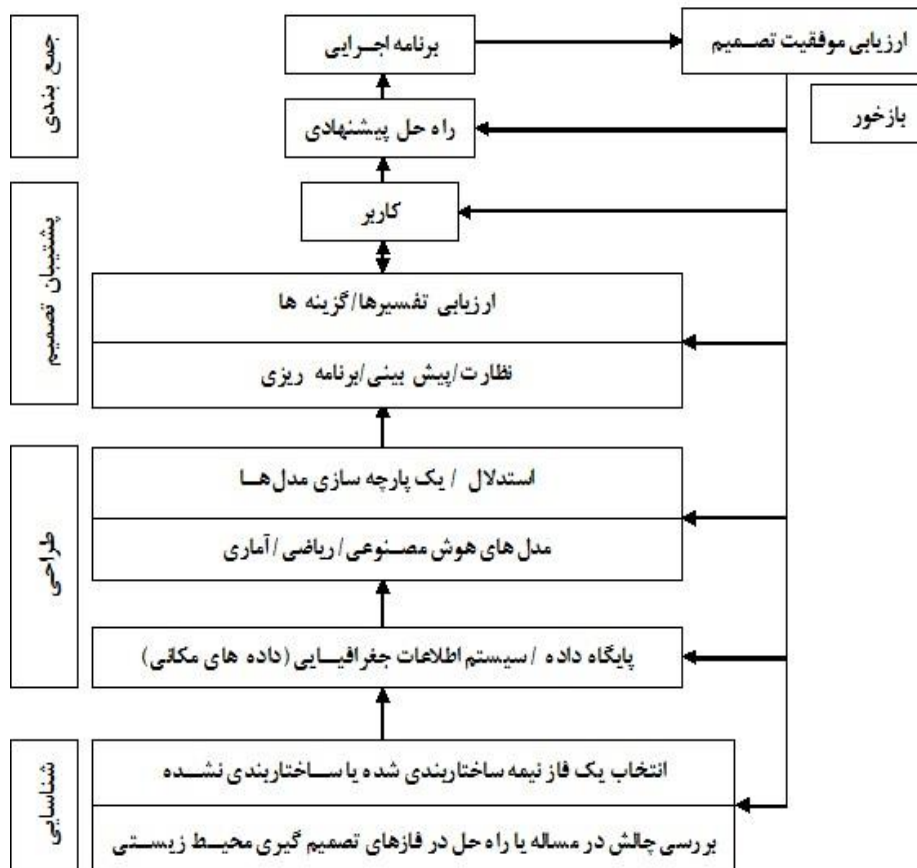 ارزیابی موفقیت تصمیم
برنامه اجرایی
جمع بندی
بازخور
راه حل پیشنهادی
کاربر
پشتیبان تصمیم
ارزیابی تفسیرها/گزینه ها
نظارت/پیش بینی/برنامه ریزی
طراحی
استدلال / یک پارچه سازی مدل‌ها
مدل های هوش مصنوعی/ریاضی/آماری
پایگاه داده / سیستم اطلاعات جغرافیایی (داده های مکانی)
شناسایی
انتخاب یک فاز نیمه ساختاربندی شده یا ساختاربندی نشده
بررسی چالش در مساله یا راه حل در فازهای تصمیم گیری محیط زیستی